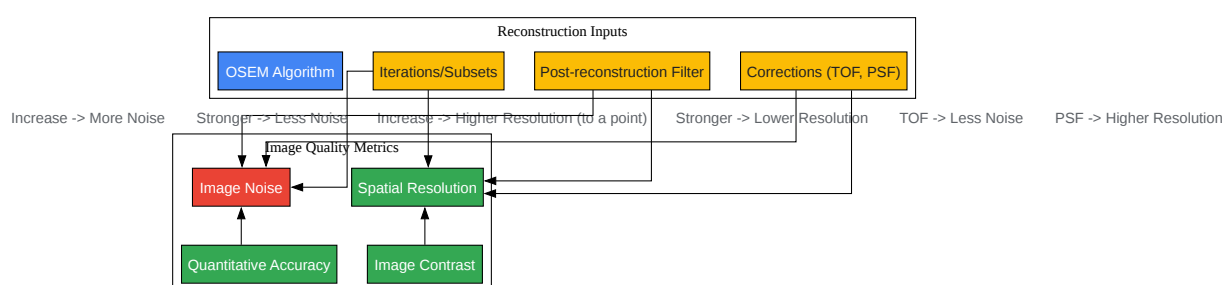 Reconstruction Inputs
OSEM Algorithm
Iterations/Subsets
Post-reconstruction Filter
Corrections (TOF, PSF)
Increase -> More Noise
Stronger -> Less Noise
Increase -> Higher Resolution (to a point)
Stronger -> Lower Resolution
TOF -> Less Noise
PSF -> Higher Resolution
Image Quality Metrics
Image Noise
Spatial Resolution
Quantitative Accuracy
Image Contrast